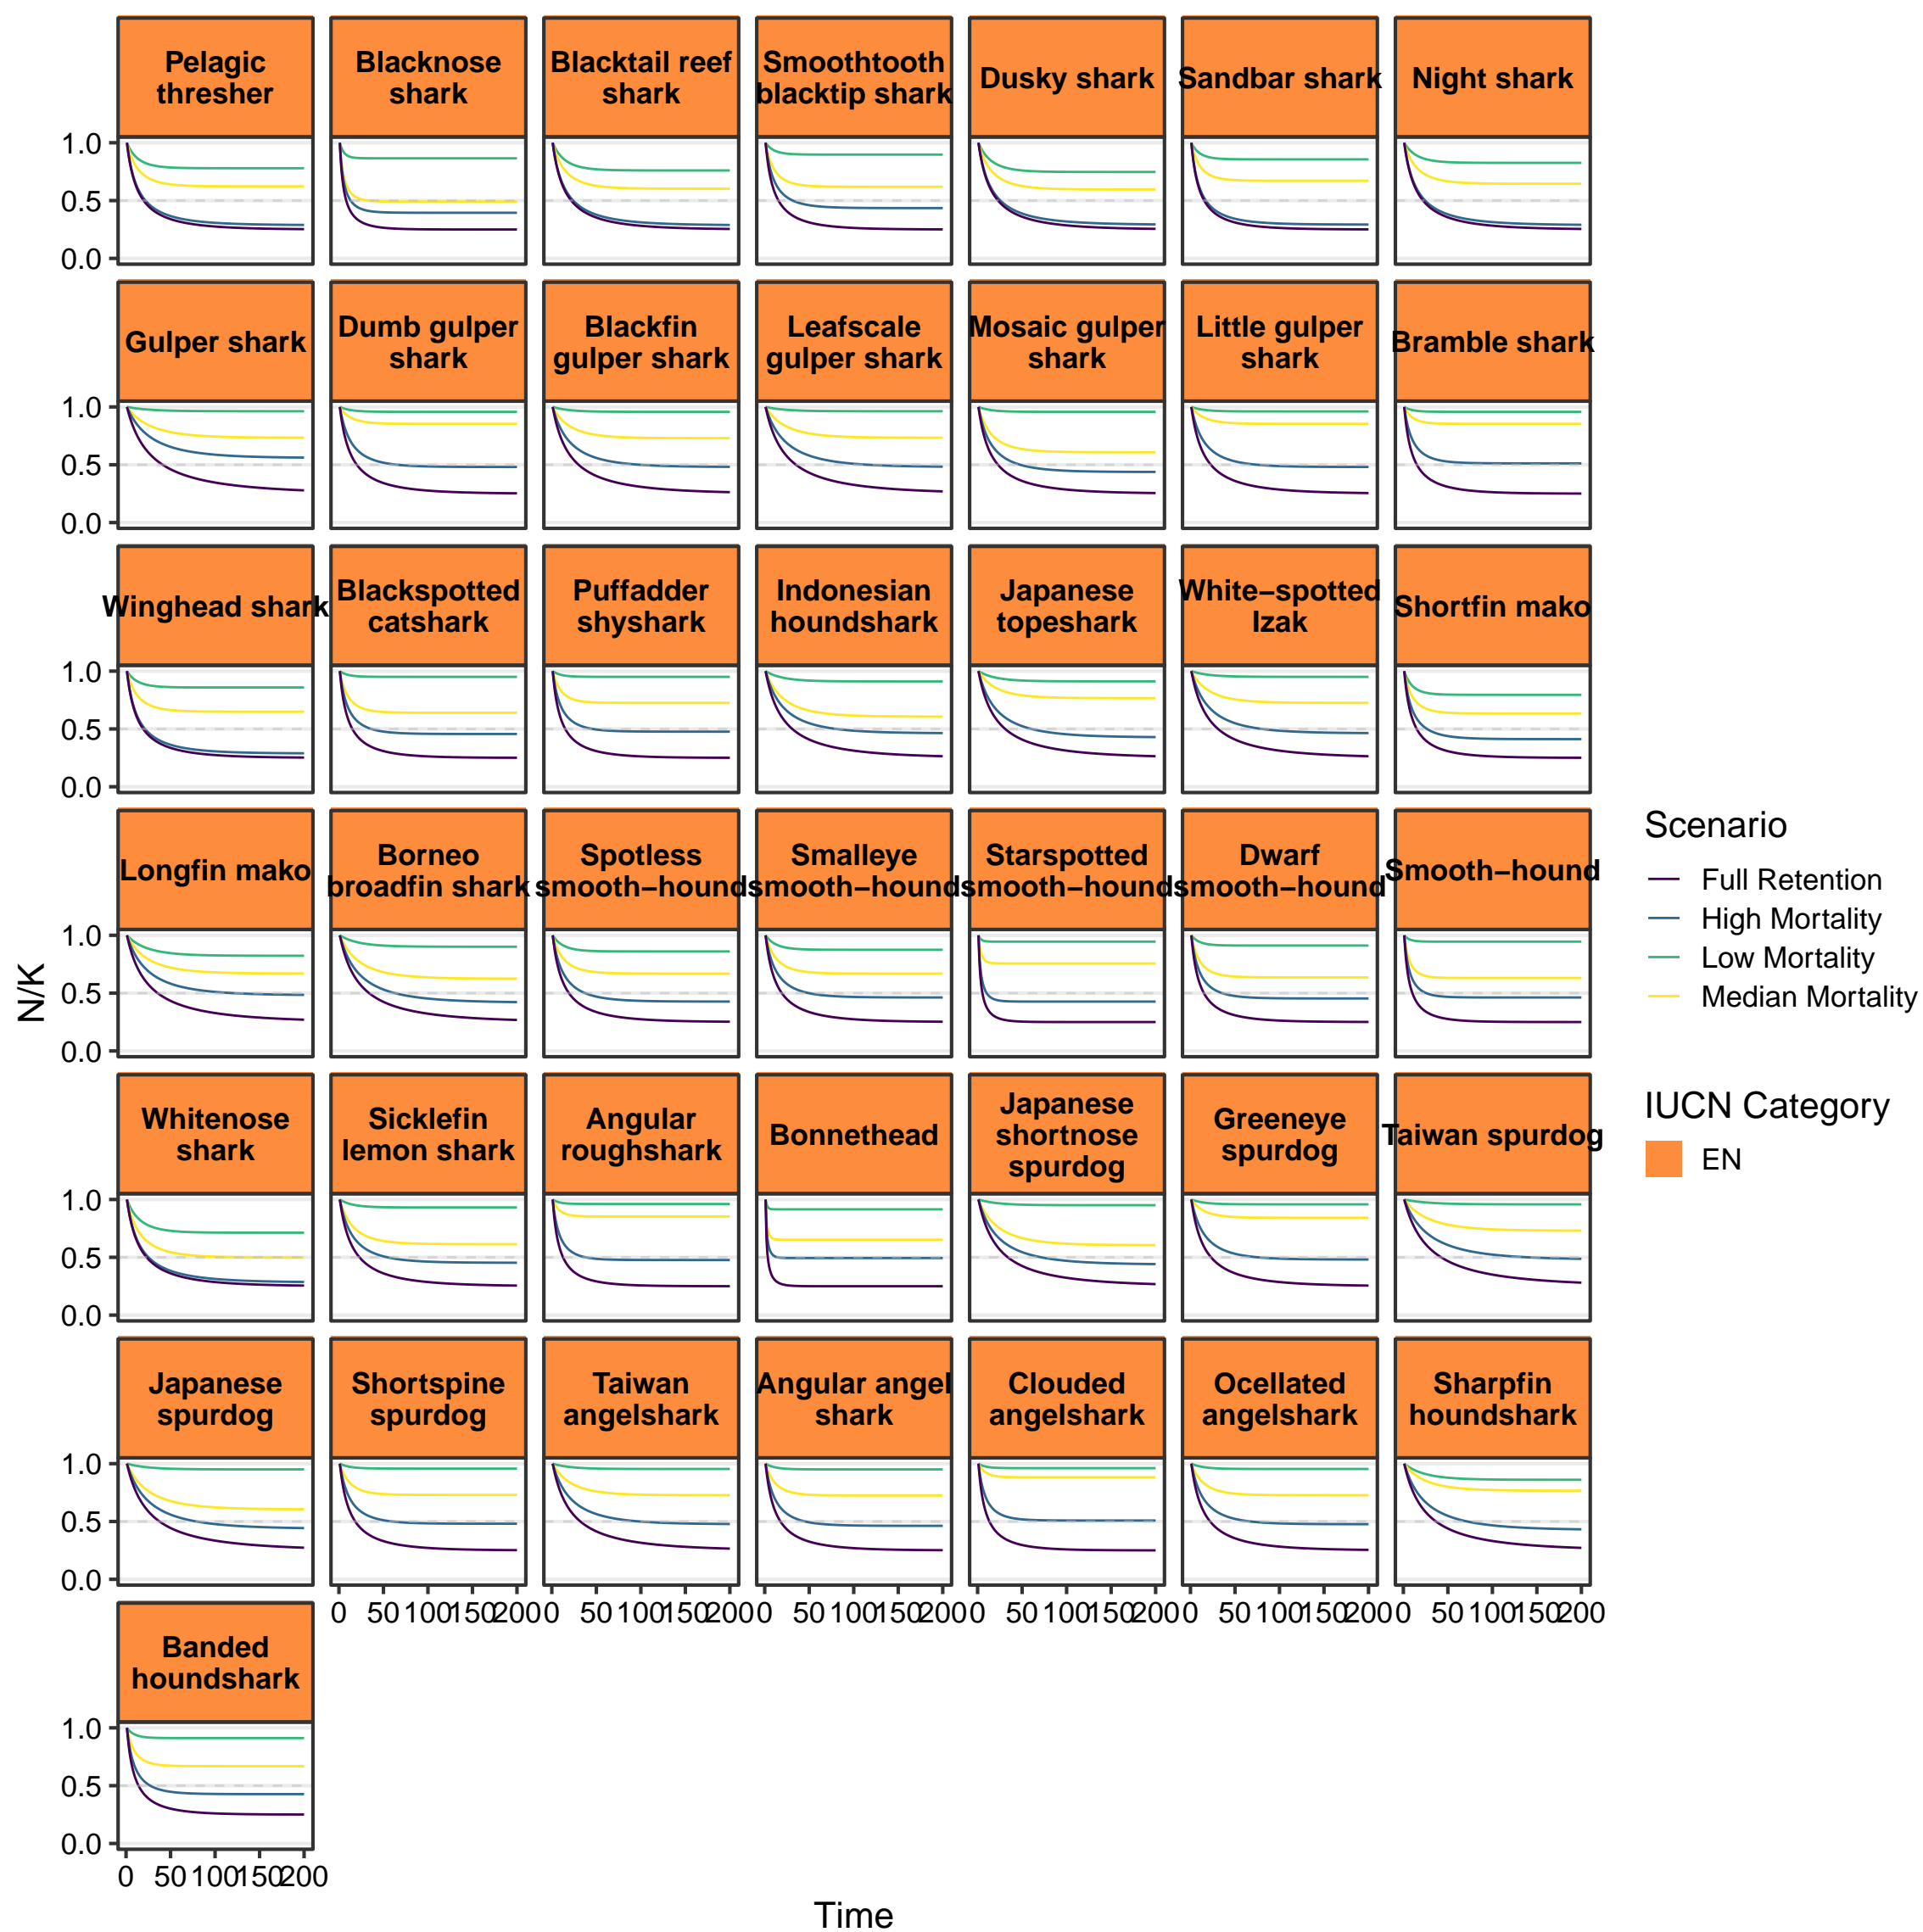 Pelagic
thresher
Blacknose
shark
Blacktail reef
shark
Smoothtooth
blacktip shark
Dusky shark
Sandbar shark
Night shark
1.0
0.5
0.0
Gulper shark
Dumb gulper
shark
Blackfin
gulper shark
Leafscale
gulper shark
Mosaic gulper
shark
Little gulper
shark
Bramble shark
1.0
0.5
0.0
Winghead shark
Blackspotted
catshark
Puffadder
shyshark
Indonesian
houndshark
Japanese
topeshark
White−spotted
Izak
Shortfin mako
1.0
0.5
0.0
Longfin mako
Borneo
broadfin shark
Spotless
smooth−hound
Smalleye
smooth−hound
Starspotted
smooth−hound
Dwarf
smooth−hound
Smooth−hound
1.0
0.5
0.0
Whitenose
shark
Sicklefin
lemon shark
Angular
roughshark
Bonnethead
Japanese
shortnose
spurdog
Greeneye
spurdog
Taiwan spurdog
1.0
0.5
0.0
Japanese
spurdog
Shortspine
spurdog
Taiwan
angelshark
Angular angel
shark
Clouded
angelshark
Ocellated
angelshark
Sharpfin
houndshark
1.0
0.5
0.0
0 50 100 150 200
0 50 100 150 200
0 50 100 150 200
0 50 100 150 200
0 50 100 150 200
0 50 100 150 200
Banded
houndshark
1.0
0.5
0.0
0 50 100 150 200
Time
N/K
Scenario
Full Retention
High Mortality
Low Mortality
Median Mortality
IUCN Category
EN